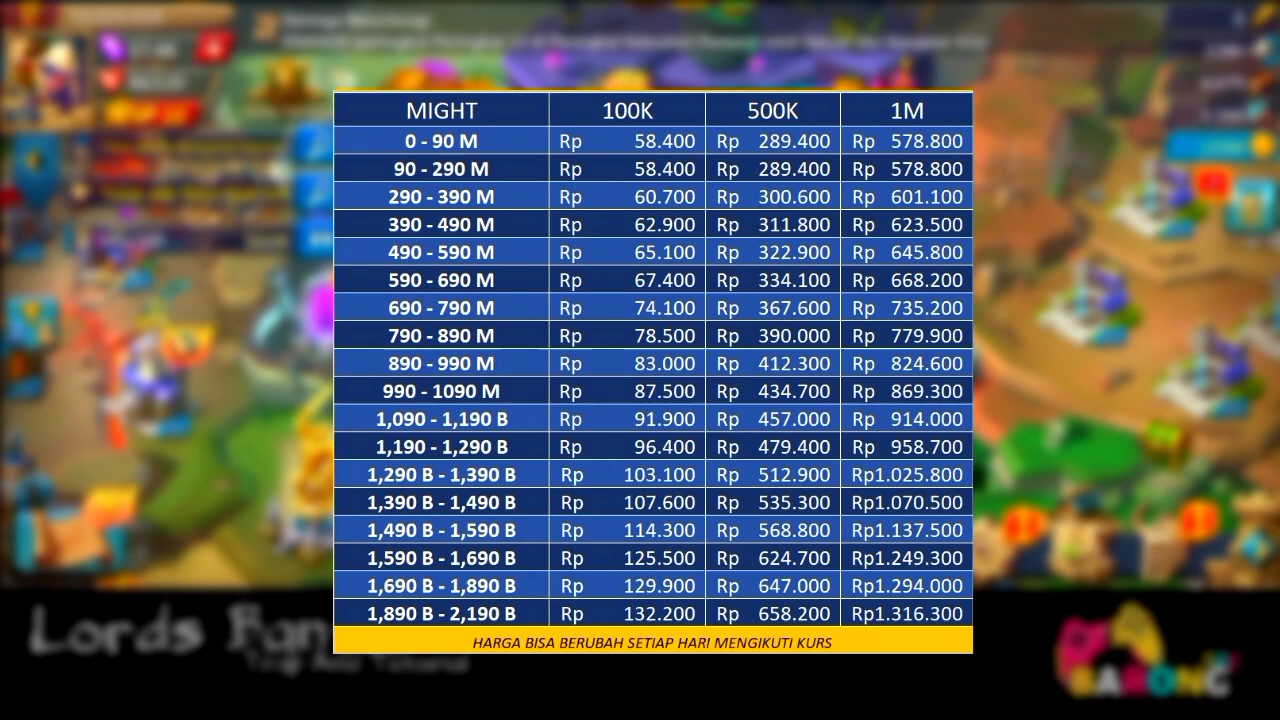 MIGHT 100K 500K 1M
0 - 90 M Rp 58.400 Rp 289.400 Rp 578.800
90 - 290 M Rp 58.400 Rp 289.400 Rp 578.800
290 - 390 M Rp 60.700 Rp 300.600 Rp 601.100
390 - 490 M Rp 62.900 Rp 311.800 Rp 623.500
490 - 590 M Rp 65.100 Rp 322.900 Rp 645.800
590 - 690 M Rp 67.400 Rp 334.100 Rp 668.200
690 - 790 M Rp 74.100 Rp 367.600 Rp 735.200
790 - 890 M Rp 78.500 Rp 390.000 Rp 779.900
890 - 990 M Rp 83.000 Rp 412.300 Rp 824.600
990 - 1090 M Rp 87.500 Rp 434.700 Rp 869.300
1,090 - 1,190 B Rp 91.900 Rp 457.000 Rp 914.000
1,190 - 1,290 B Rp 96.400 Rp 479.400 Rp 958.700
1,290 B - 1,390 B Rp 103.100 Rp 512.900 Rp1.025.800
1,390 B - 1,490 B Rp 107.600 Rp 535.300 Rp1.070.500
1,490 B - 1,590 B Rp 114.300 Rp 568.800 Rp1.137.500
1,590 B - 1,690 B Rp 125.500 Rp 624.700 Rp1.249.300
1,690 B - 1,890 B Rp 129.900 Rp 647.000 Rp1.294.000
1,890 B - 2,190 B Rp 132.200 Rp 658.200 Rp1.316.300
HARGA BISA BERUBAH SETIAP HARI MENGIKUTI KURS
Lords
BARONG